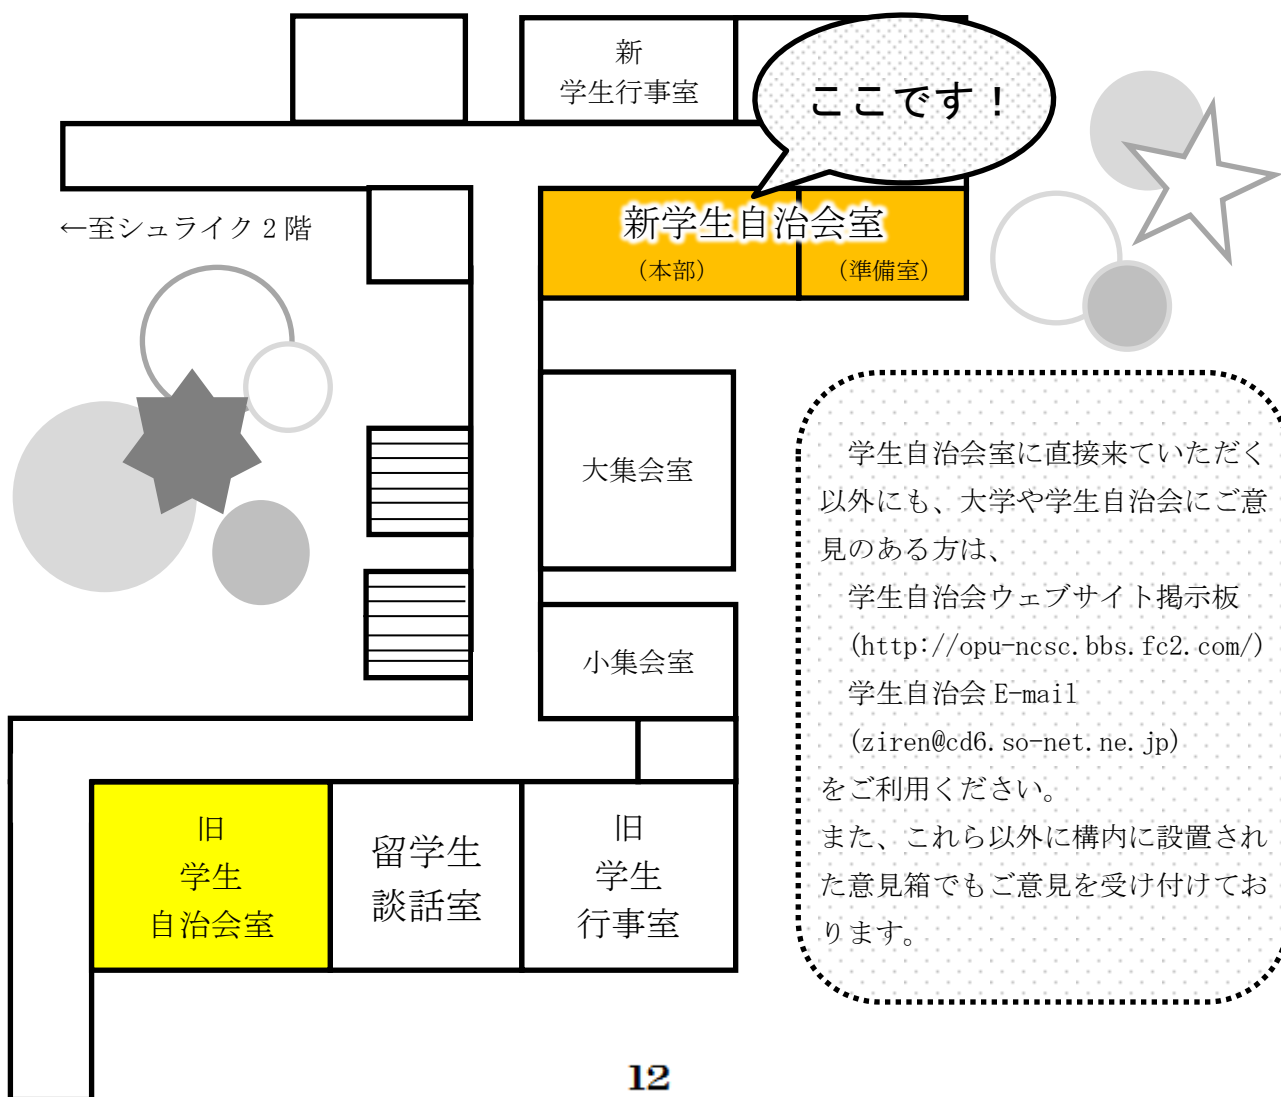 新
学生行事室
ここです！
←至シュライク２階
新学生自治会室
（本部）
（準備室）
大集会室
小集会室
旧
学生
自治会室
留学生
談話室
旧
学生
行事室
学生自治会室に直接来ていただく
以外にも、大学や学生自治会にご意
見のある方は、
学生自治会ウェブサイト掲示板
(http://opu-ncsc.bbs.fc2.com/)
学生自治会 E-mail
(ziren@cd6.so-net.ne.jp)
をご利用ください。
また、これら以外に構内に設置され
た意見箱でもご意見を受け付けてお
ります。
12